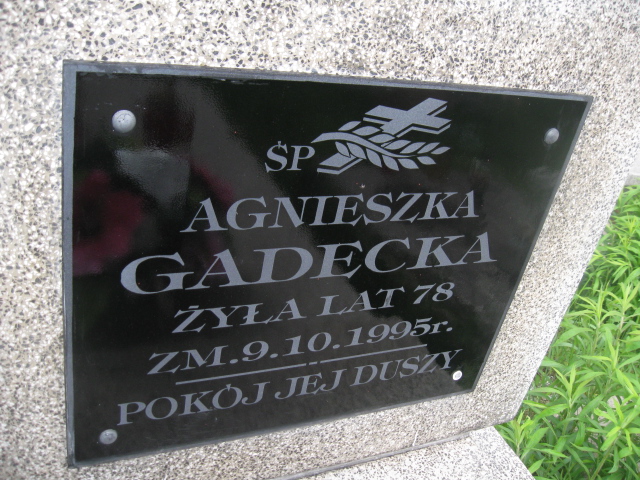 ŚP
AGNIESZKA
GADECKA
ŻYŁA LAT 78
ZM.9.10.1995r.
POKÓJ JEJ DUSZY